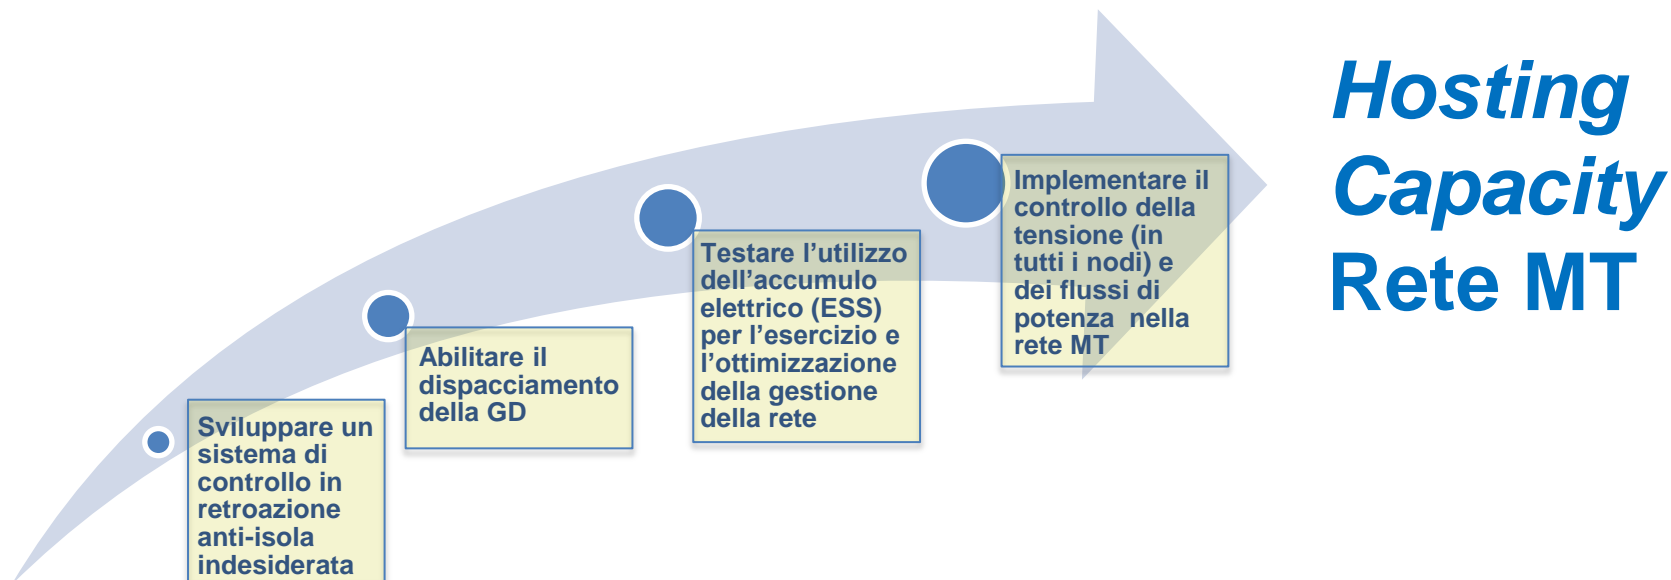 Hosting
Capacity
Rete MT
Implementare il
controllo della
tensione (in
tutti i nodi) e
dei flussi di
potenza nella
rete MT
Testare l’utilizzo
dell’accumulo
elettrico (ESS)
per l’esercizio e
l’ottimizzazione
della gestione
della rete
Abilitare il
dispacciamento
della GD
Sviluppare un
sistema di
controllo in
retroazione
anti-isola
indesiderata